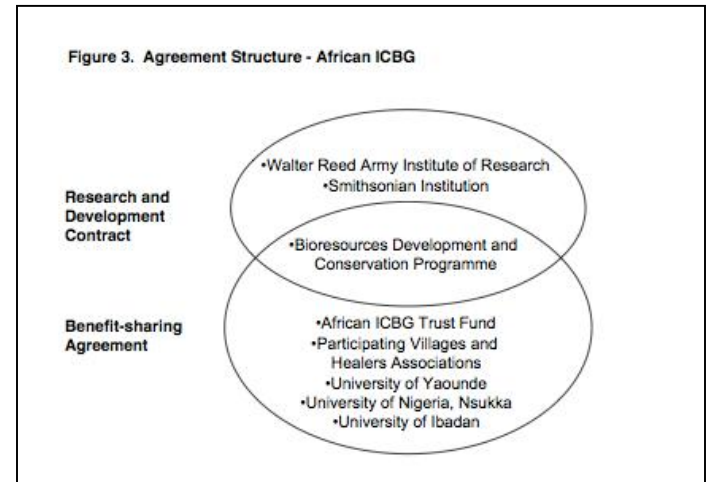 Figure 3. Agreement Structure - African ICBG
•Walter Reed Army Institute of Research
•Smithsonian Institution
Research and
Development
Contract
•Bioresources Development and
Conservation Programme
Benefit-sharing
Agreement
•African ICBG Trust Fund
•Participating Villages and
Healers Associations
•University of Yaounde
•University of Nigeria, Nsukka
•University of Ibadan